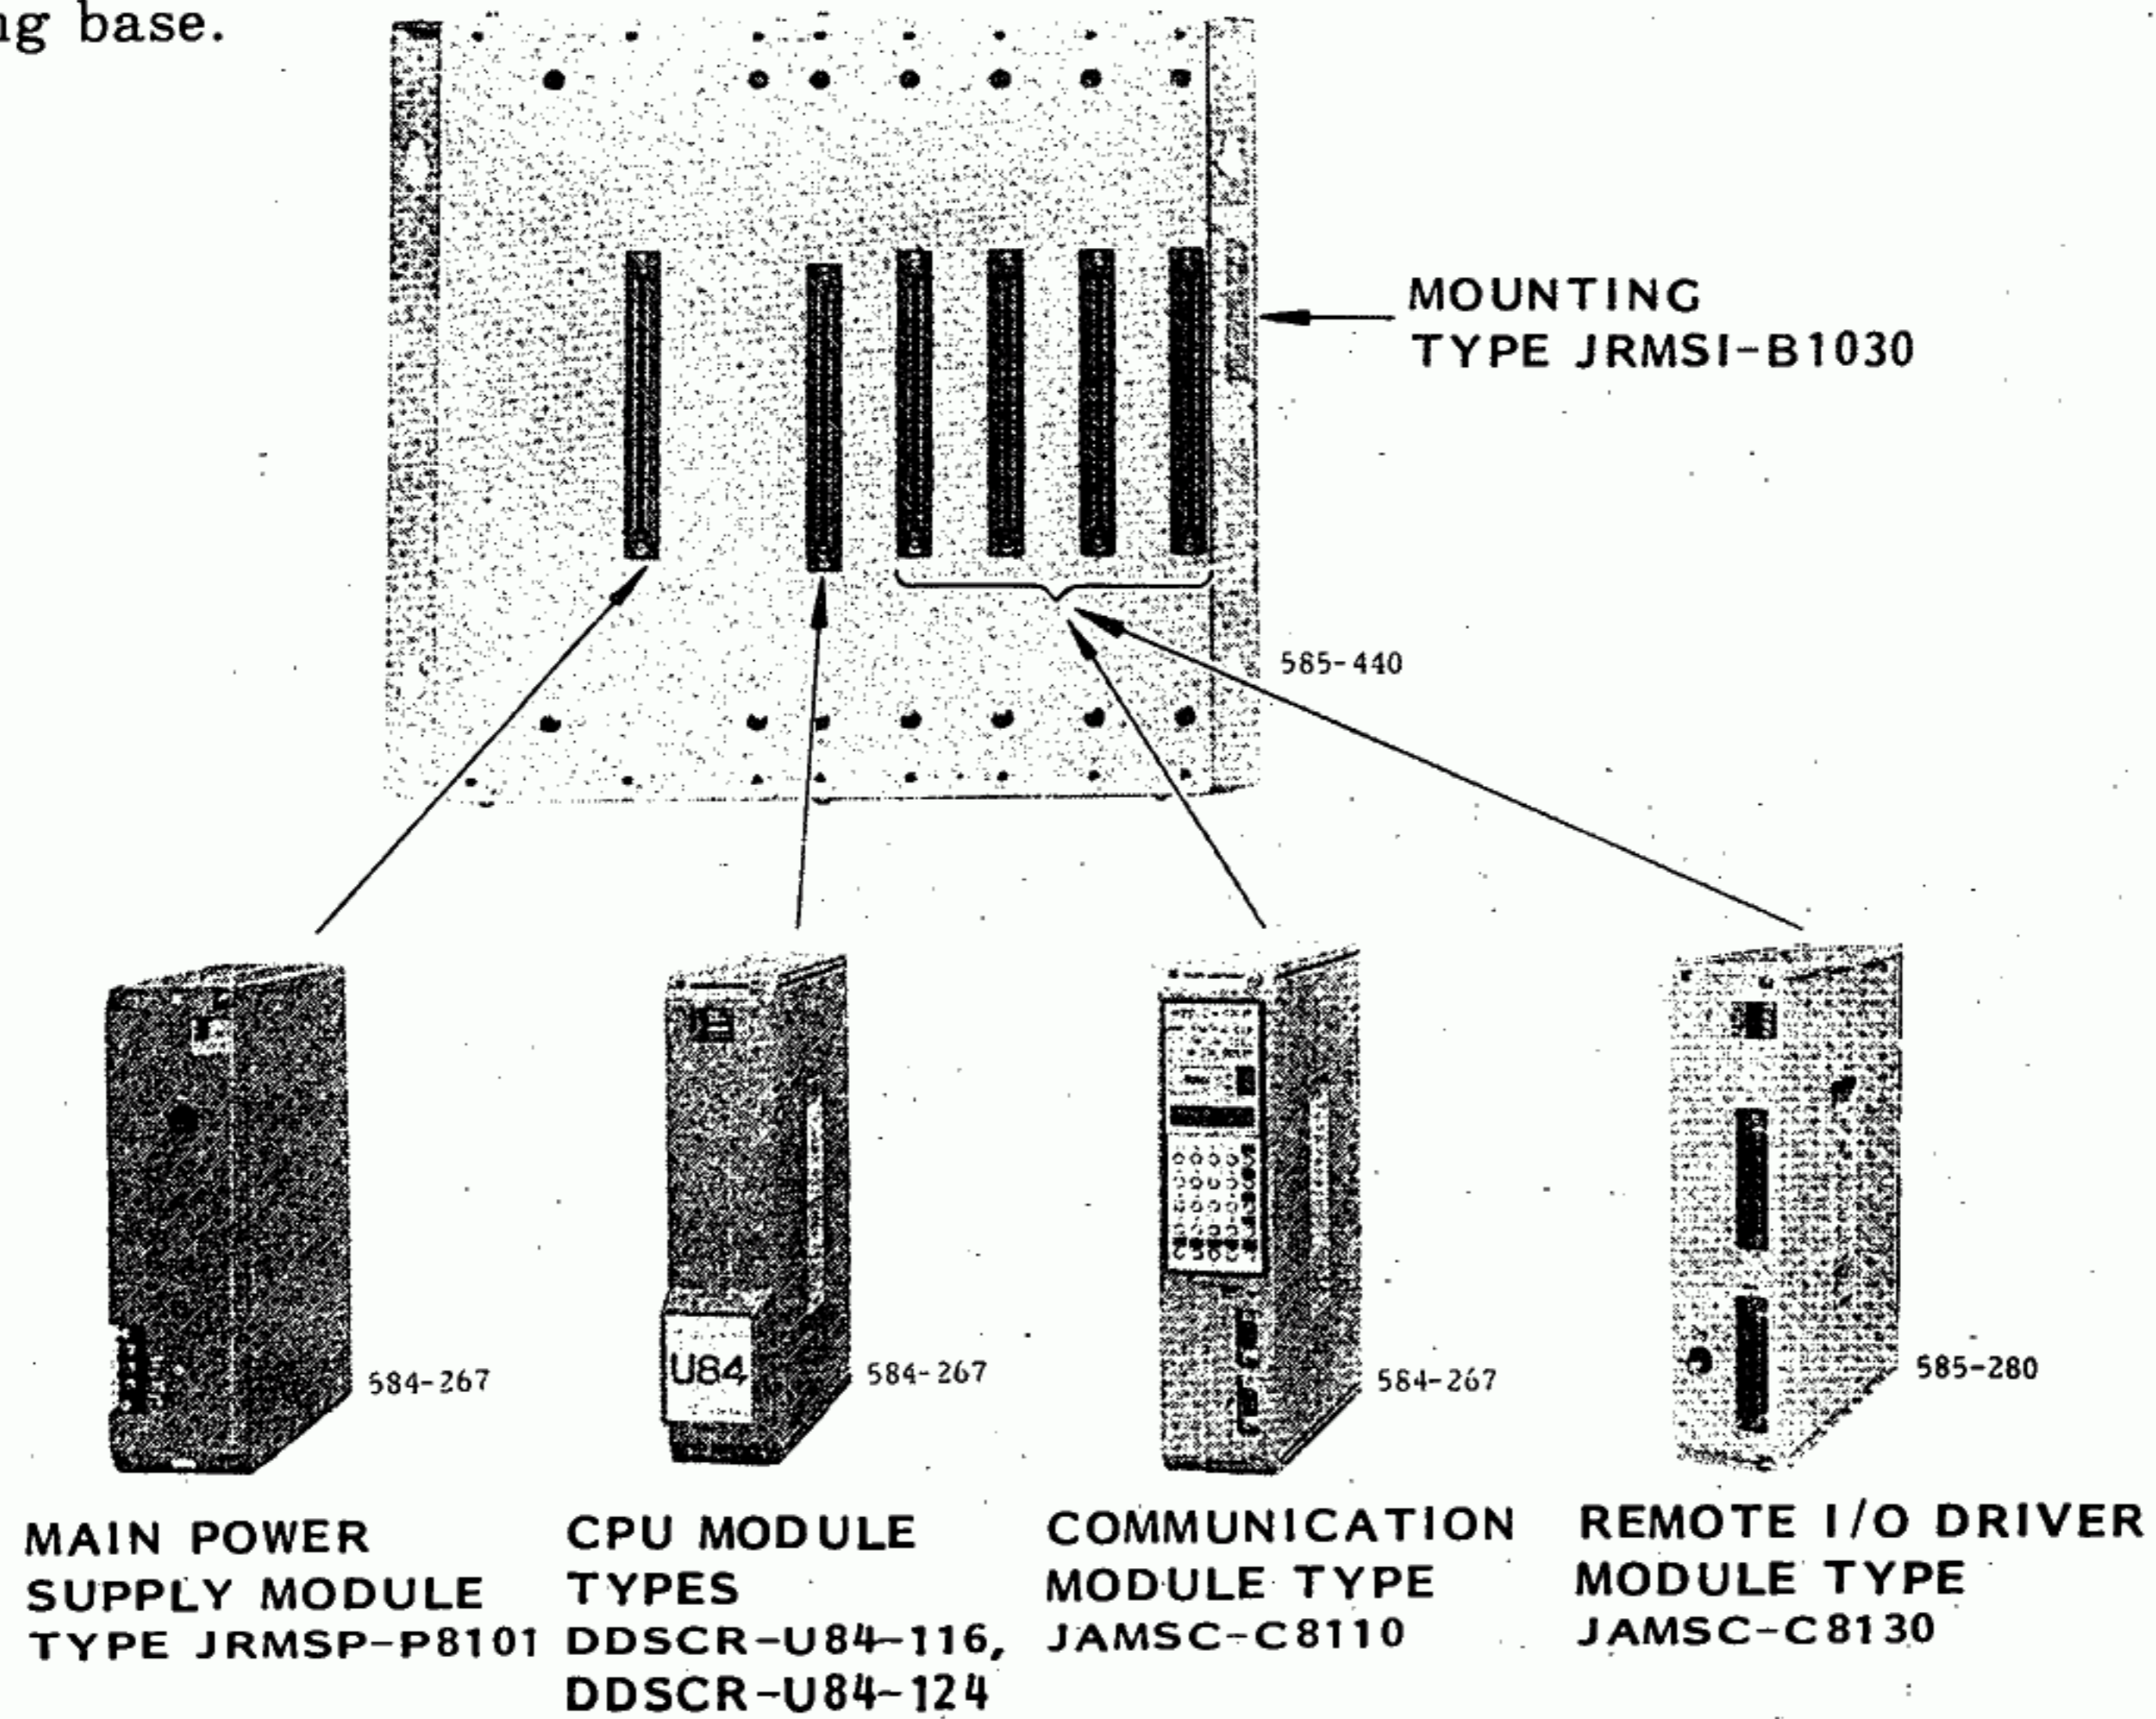 ng base.
MOUNTING
TYPE JRMSI-B1030
585-440
584-267
U84
584-267
584-267
585-280
MAIN POWER
SUPPLY MODULE
TYPE JRMSP-P8101
CPU MODULE
TYPES
DDSCR-U84-116,
DDSCR-U84-124
COMMUNICATION
MODULE TYPE
JAMSC-C8110
REMOTE I/O DRIVER
MODULE TYPE
JAMSC-C8130